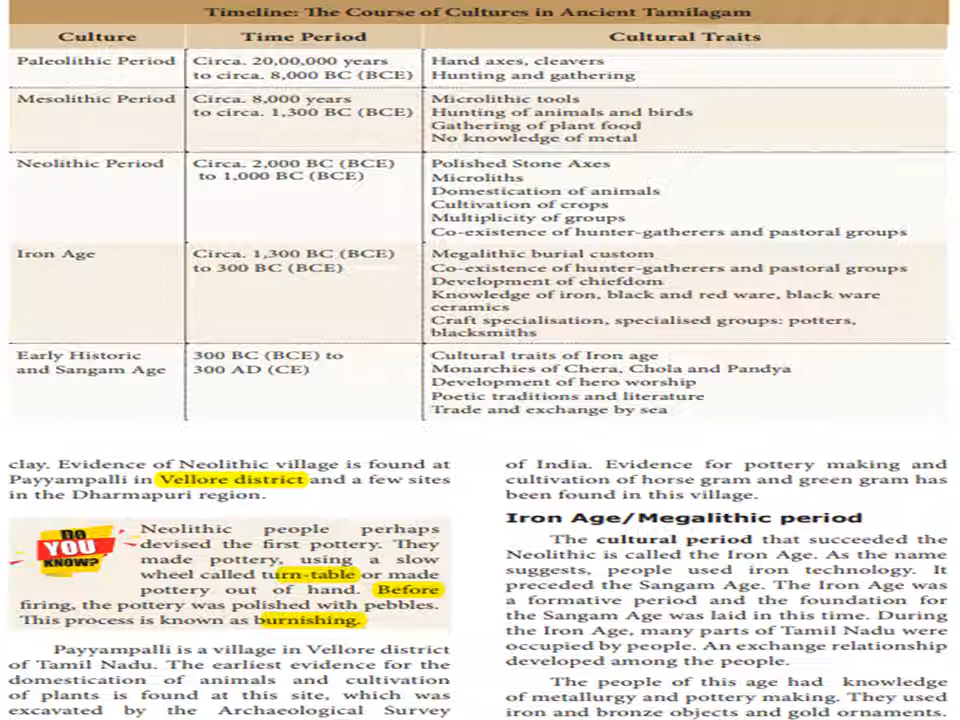 Timeline: The Course of Cultures in Ancient Tamilagam
Culture Time Period Cultural Traits
Paleolithic Period Circa. 20,00,000 years Hand axes, cleavers
to circa. 8,000 BC (BCE) Hunting and gathering
Mesolithic Period Circa. 8,000 years Microlithic tools
to circa. 1,300 BC (BCE) Hunting of animals and birds
Gathering of plant food
No knowledge of metal
Neolithic Period Circa. 2,000 BC (BCE) Polished Stone Axes
to 1,000 BC (BCE) Microliths
Domestication of animals
Cultivation of crops
Multiplicity of groups
Co-existence of hunter-gatherers and pastoral groups
Iron Age Circa. 1,300 BC (BCE) Megalithic burial custom
to 300 BC (BCE) Co-existence of hunter-gatherers and pastoral groups
Development of chiefdom
Knowledge of iron, black and red ware, black ware
ceramics
Craft specialisation, specialised groups: potters,
blacksmiths
Early Historic 300 BC (BCE) to Cultural traits of Iron age
and Sangam Age 300 AD (CE) Monarchies of Chera, Chola and Pandya
Development of hero worship
Poetic traditions and literature
Trade and exchange by sea
clay. Evidence of Neolithic village is found at
Payyampalli in Vellore district and a few sites
in the Dharmapuri region.
DO
YOU
KNOW?
Neolithic people perhaps
devised the first pottery. They
made pottery, using a slow
wheel called turn-table or made
pottery out of hand. Before
firing, the pottery was polished with pebbles.
This process is known as burnishing.
Payyampalli is a village in Vellore district
of Tamil Nadu. The earliest evidence for the
domestication of animals and cultivation
of plants is found at this site, which was
excavated by the Archaeological Survey
of India. Evidence for pottery making and
cultivation of horse gram and green gram has
been found in this village.
Iron Age/Megalithic period
The cultural period that succeeded the
Neolithic is called the Iron Age. As the name
suggests, people used iron technology. It
preceded the Sangam Age. The Iron Age was
a formative period and the foundation for
the Sangam Age was laid in this time. During
the Iron Age, many parts of Tamil Nadu were
occupied by people. An exchange relationship
developed among the people.
The people of this age had knowledge
of metallurgy and pottery making. They used
iron and bronze objects and gold ornaments.